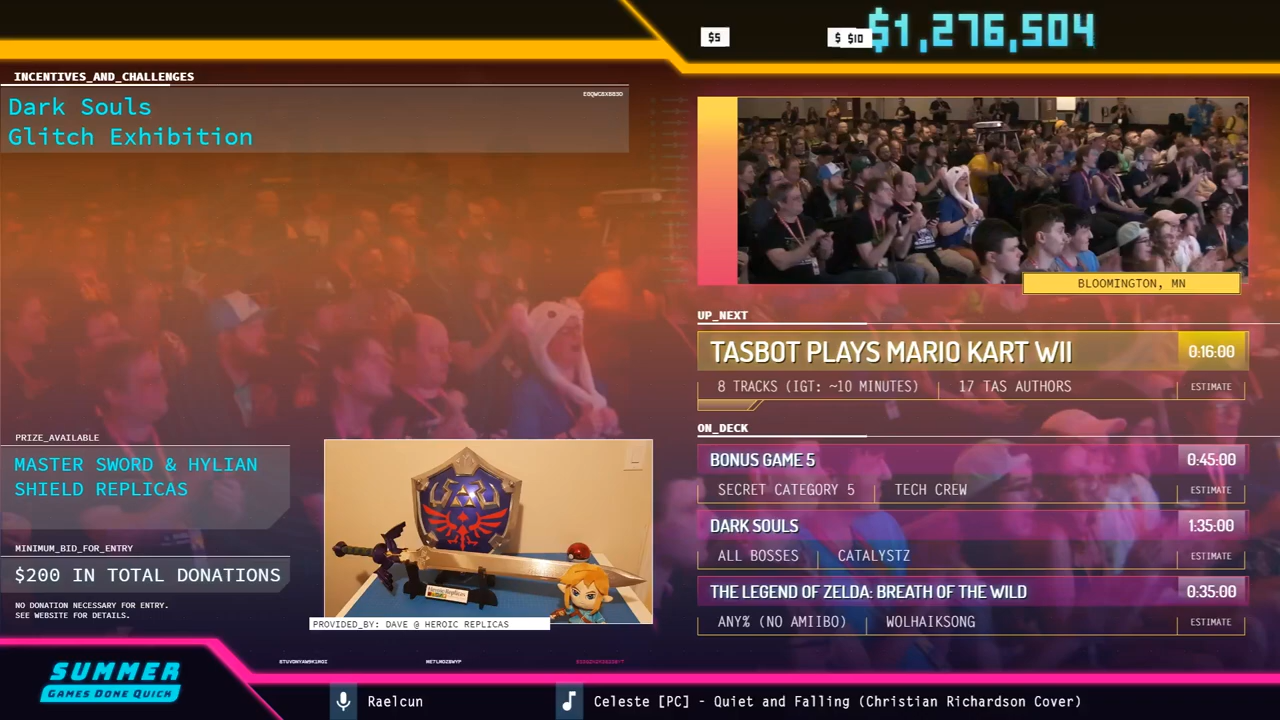 $5
$ $10
$1,276,504
INCENTIVES_AND_CHALLENGES
Dark Souls
Glitch Exhibition
BLOOMINGTON, MN
UP_NEXT
TASBOT PLAYS MARIO KART WII
0:16:00
8 TRACKS (IGT: ~10 MINUTES)
17 TAS AUTHORS
ESTIMATE
ON_DECK
BONUS GAME 5
0:45:00
SECRET CATEGORY 5
TECH CREW
ESTIMATE
DARK SOULS
1:35:00
ALL BOSSES
CATALYSTZ
ESTIMATE
THE LEGEND OF ZELDA: BREATH OF THE WILD
0:35:00
ANY% (NO AMIIBO)
WOLHAIKSONG
ESTIMATE
PRIZE_AVAILABLE
MASTER SWORD & HYLIAN
SHIELD REPLICAS
MINIMUM_BID_FOR_ENTRY
$200 IN TOTAL DONATIONS
NO DONATION NECESSARY FOR ENTRY.
SEE WEBSITE FOR DETAILS.
Heroic Replicas
PROVIDED_BY: DAVE @ HEROIC REPLICAS
SUMMER
GAMES DONE QUICK
Raelcun
Celeste [PC] - Quiet and Falling (Christian Richardson Cover)